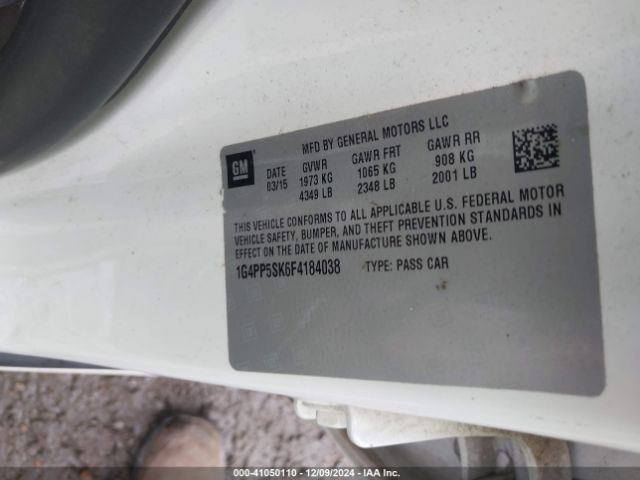 MFD BY GENERAL MOTORS LLC
GM
DATE GVWR GAWR FRT GAWR RR
03/15 1973 KG 1065 KG 908 KG
4349 LB 2348 LB 2001 LB
THIS VEHICLE CONFORMS TO ALL APPLICABLE U.S. FEDERAL MOTOR
VEHICLE SAFETY, BUMPER, AND THEFT PREVENTION STANDARDS IN
EFFECT ON THE DATE OF MANUFACTURE SHOWN ABOVE.
1G4PP5SK6F4184038 TYPE: PASS CAR
000-41050110 - 12/09/2024 - IAA Inc.